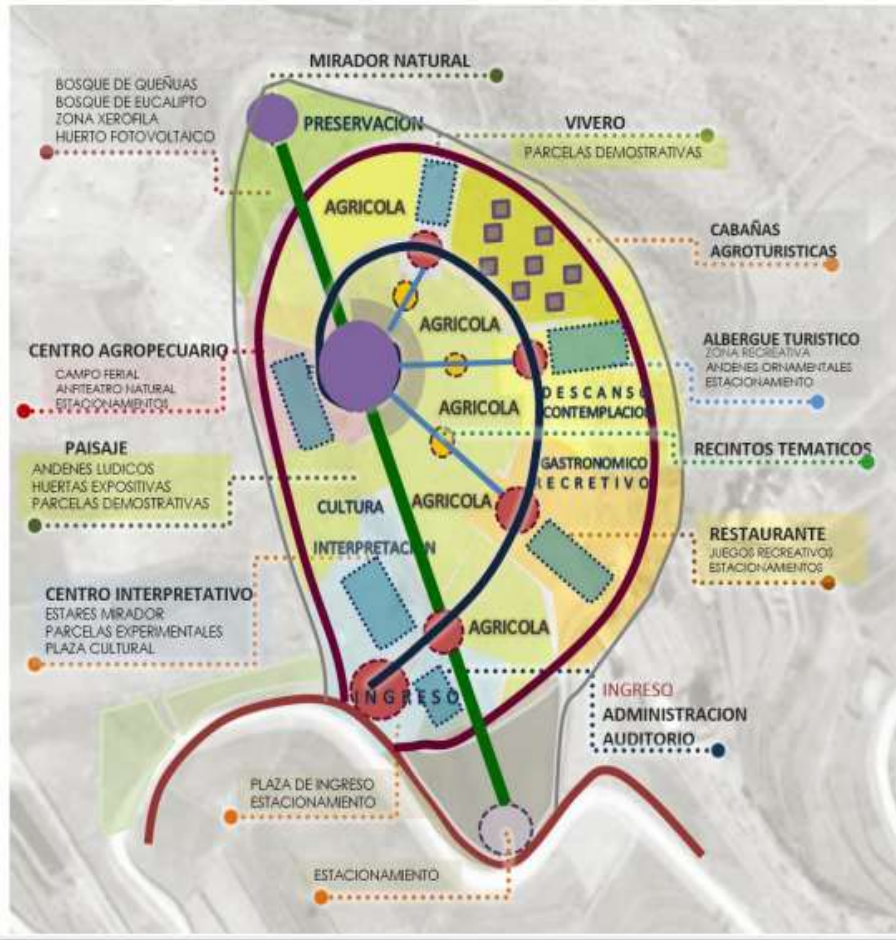 MIRADOR NATURAL
BOSQUE DE QUEÑUAS
BOSQUE DE EUCALIPTO
ZONA XEROFILA
HUERTO FOTOVOLTAICO
PRESERVACION
VIVERO
PARCELAS DEMOSTRATIVAS
AGRICOLA
CABAÑAS
AGROTURISTICAS
AGRICOLA
CENTRO AGROPECUARIO
CAMPO FERIAL
ANFITEATRO NATURAL
ESTACIONAMIENTOS
ALBERGUE TURISTICO
ZONA RECREATIVA
ANDENES ORNAMENTALES
ESTACIONAMIENTO
DESCANSO
CONTEMPLACION
AGRICOLA
PAISAJE
ANDENES LUDICOS
HUERTAS EXPOSITIVAS
PARCELAS DEMOSTRATIVAS
RECINTOS TEMATICOS
GASTRONOMICO
RECRETIVO
AGRICOLA
CULTURA
INTERPRETACION
RESTAURANTE
JUEGOS RECREATIVOS
ESTACIONAMIENTOS
CENTRO INTERPRETATIVO
ESTARES MIRADOR
PARCELAS EXPERIMENTALES
PLAZA CULTURAL
AGRICOLA
INGRESO
INGRESO
ADMINISTRACION
AUDITORIO
PLAZA DE INGRESO
ESTACIONAMIENTO
ESTACIONAMIENTO